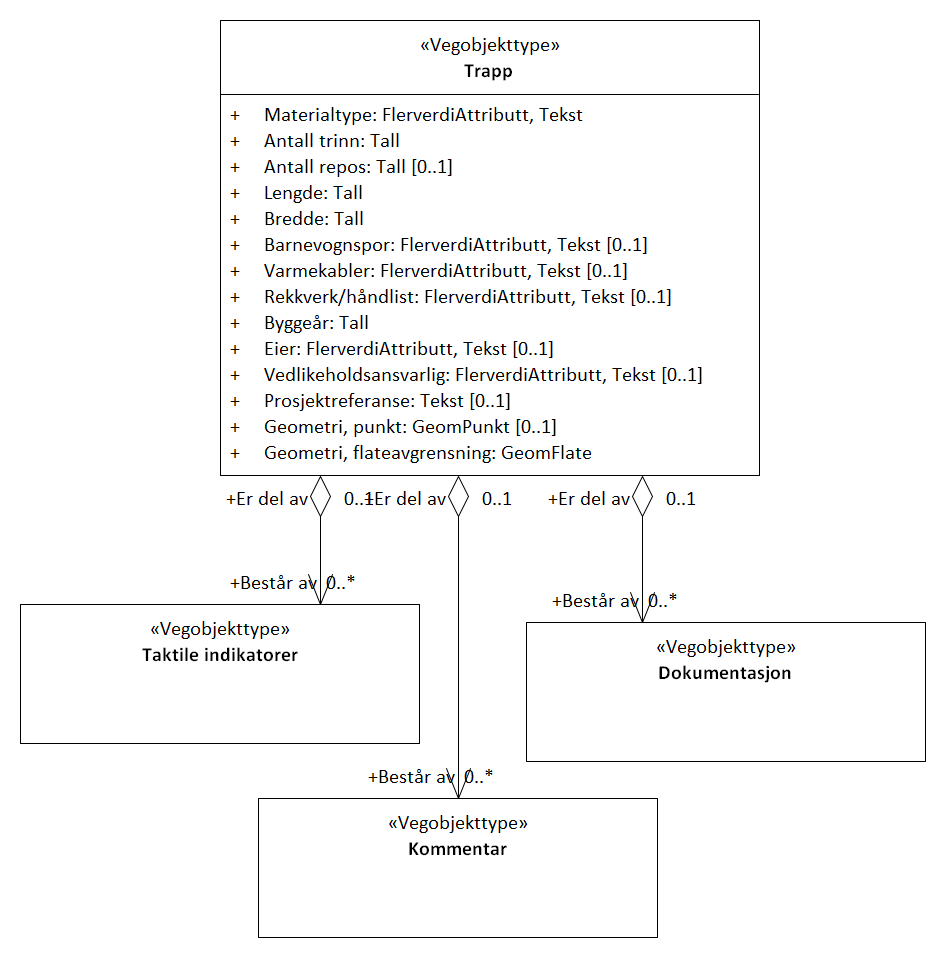 «Vegobjekttype»
Trapp
+ Materialtype: FlerverdiAttributt, Tekst
+ Antall trinn: Tall
+ Antall repos: Tall [0..1]
+ Lengde: Tall
+ Bredde: Tall
+ Barnevognspor: FlerverdiAttributt, Tekst [0..1]
+ Varmekabler: FlerverdiAttributt, Tekst [0..1]
+ Rekkverk/håndlist: FlerverdiAttributt, Tekst [0..1]
+ Byggeår: Tall
+ Eier: FlerverdiAttributt, Tekst [0..1]
+ Vedlikeholdsansvarlig: FlerverdiAttributt, Tekst [0..1]
+ Prosjektreferanse: Tekst [0..1]
+ Geometri, punkt: GeomPunkt [0..1]
+ Geometri, flateavgrensning: GeomFlate
+Er del av 0..1 +Er del av 0..1 +Er del av 0..1
+Består av 0..*
+Består av 0..*
«Vegobjekttype»
Taktile indikatorer
«Vegobjekttype»
Dokumentasjon
+Består av 0..*
«Vegobjekttype»
Kommentar